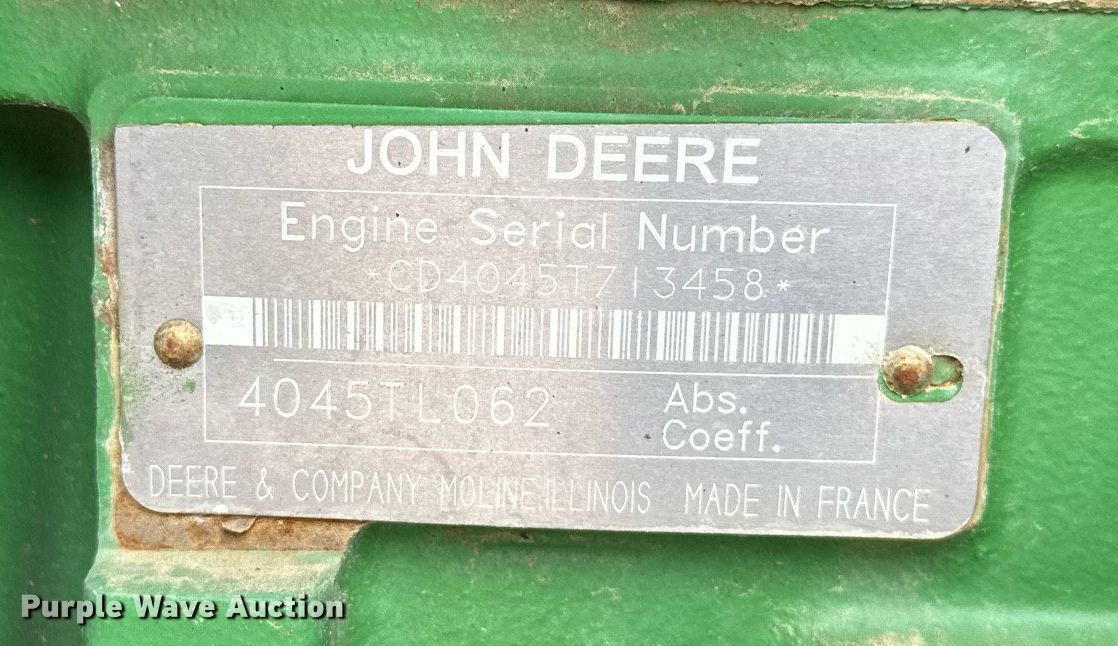 JOHN DEERE
Engine Serial Number
*CD4045T713458*
4045TL062
Abs.
Coeff.
DEERE & COMPANY MOLINE,ILLINOIS MADE IN FRANCE
Purple Wave Auction